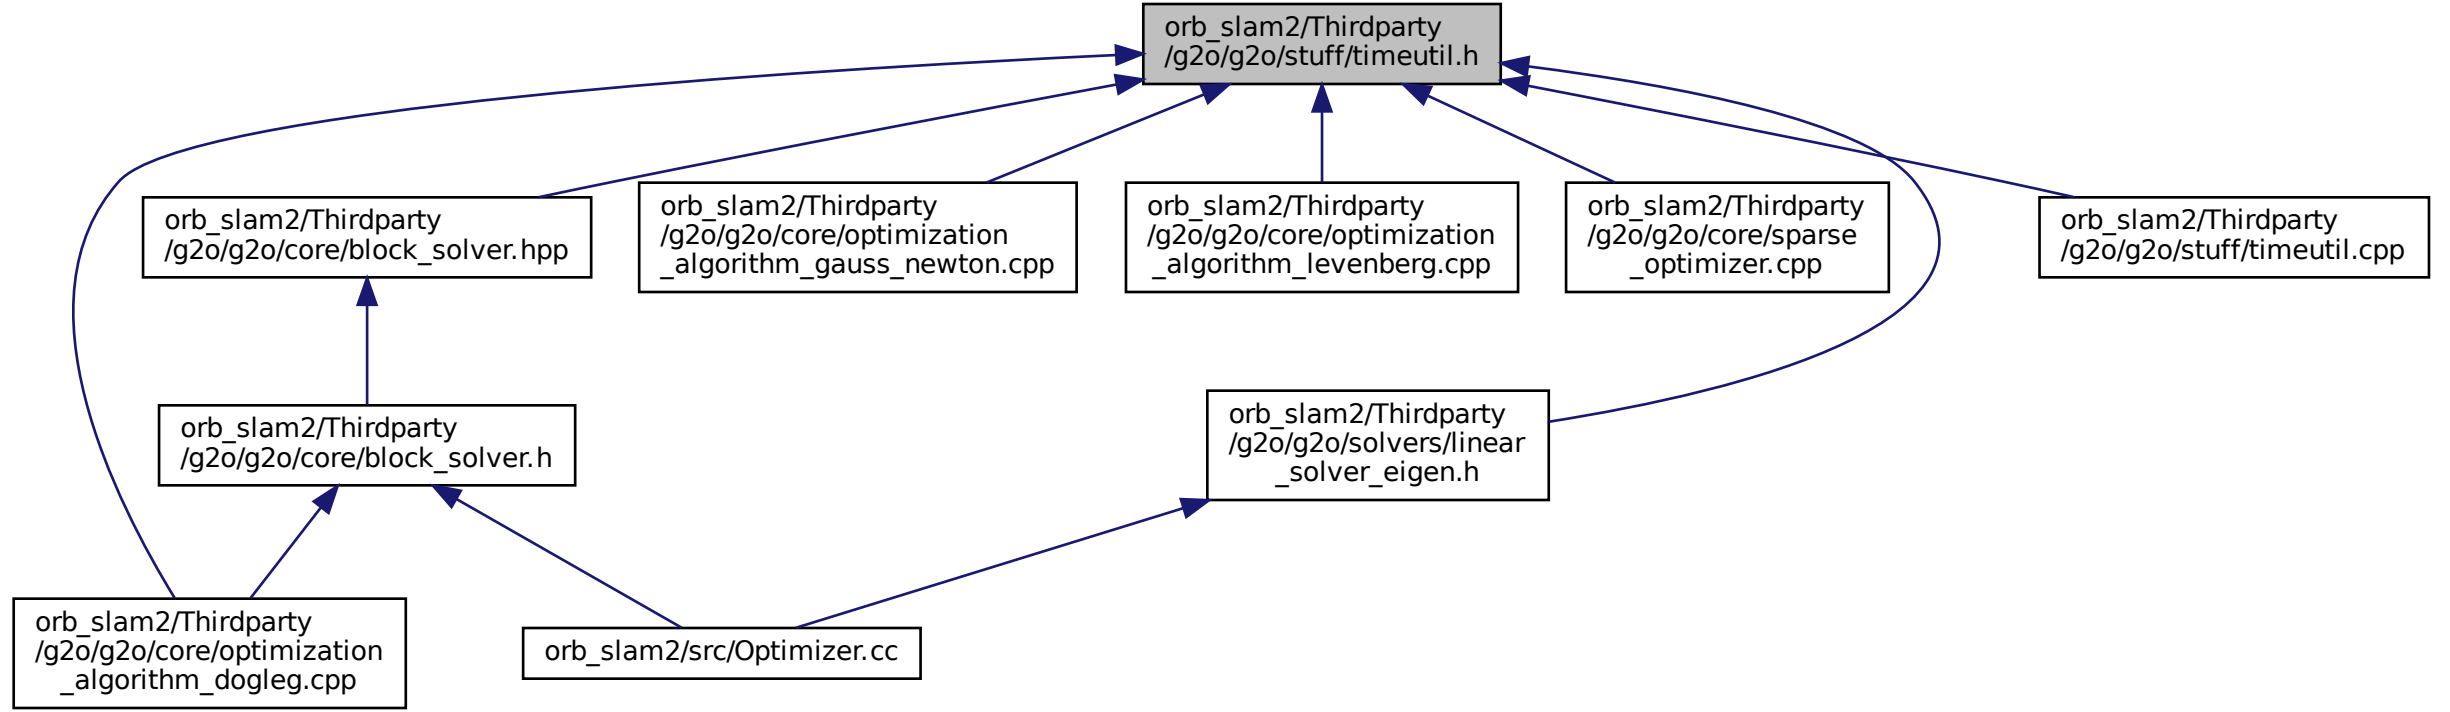 orb_slam2/Thirdparty
/g2o/g2o/stuff/timeutil.h
orb_slam2/Thirdparty
/g2o/g2o/core/block_solver.hpp
orb_slam2/Thirdparty
/g2o/g2o/core/optimization
_algorithm_gauss_newton.cpp
orb_slam2/Thirdparty
/g2o/g2o/core/optimization
_algorithm_levenberg.cpp
orb_slam2/Thirdparty
/g2o/g2o/core/sparse
_optimizer.cpp
orb_slam2/Thirdparty
/g2o/g2o/stuff/timeutil.cpp
orb_slam2/Thirdparty
/g2o/g2o/core/block_solver.h
orb_slam2/Thirdparty
/g2o/g2o/solvers/linear
_solver_eigen.h
orb_slam2/Thirdparty
/g2o/g2o/core/optimization
_algorithm_dogleg.cpp
orb_slam2/src/Optimizer.cc